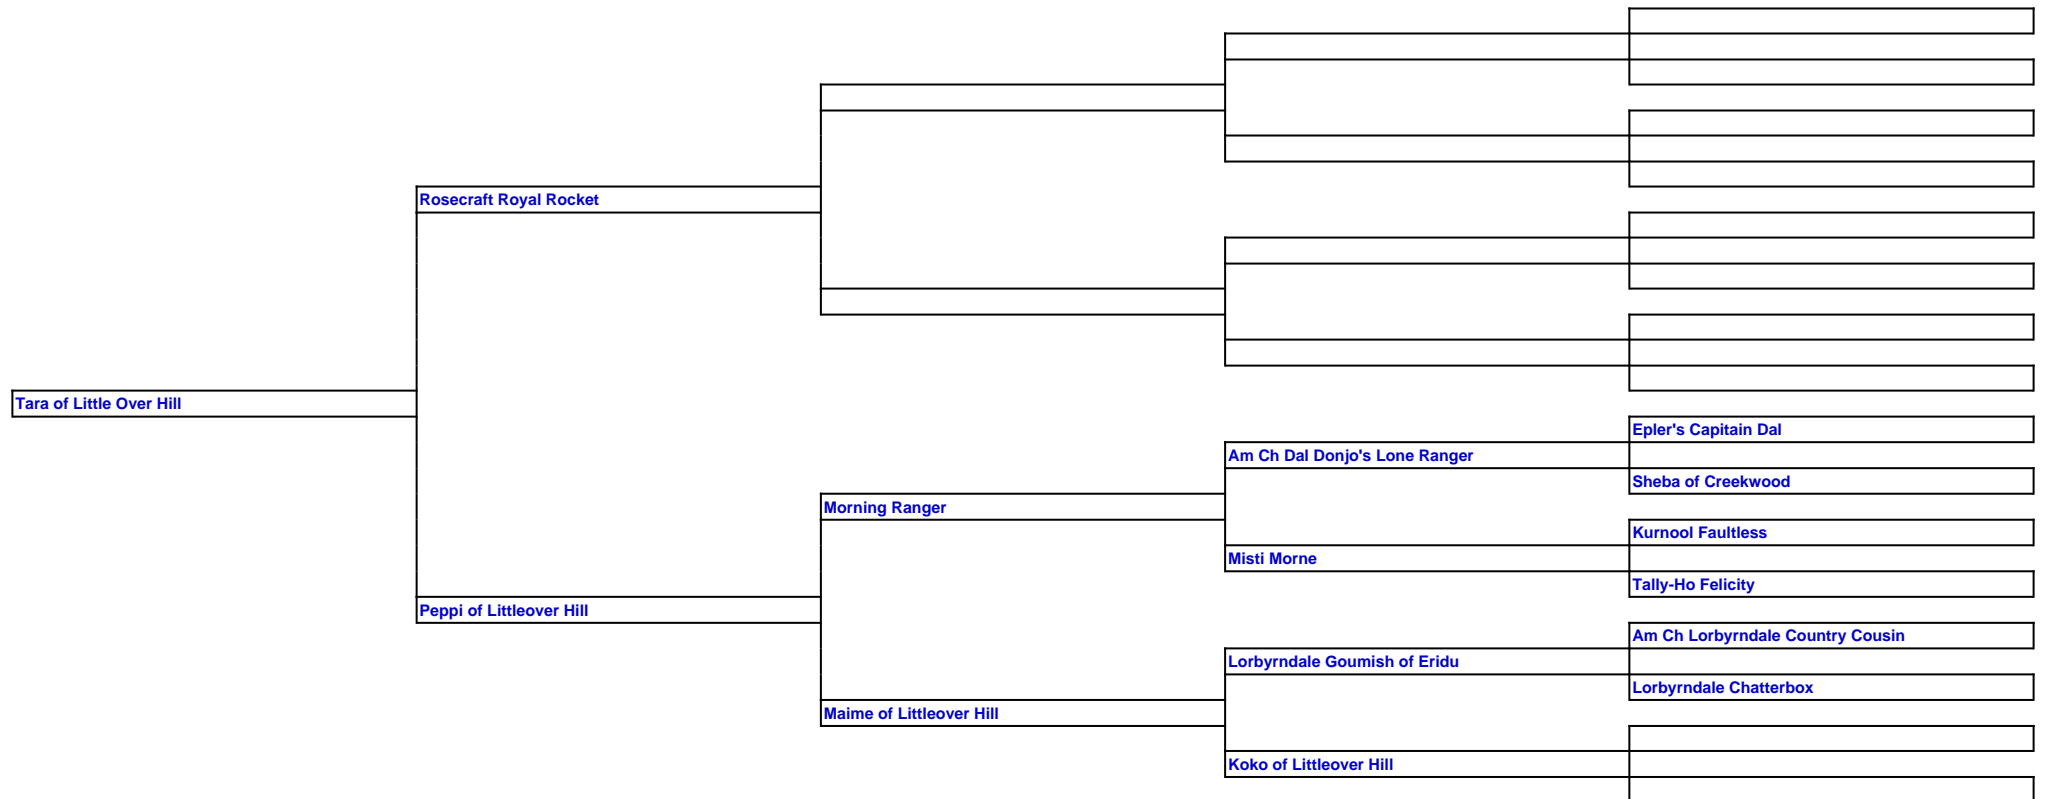 Rosecraft Royal Rocket
Tara of Little Over Hill
Epler's Capitain Dal
Am Ch Dal Donjo's Lone Ranger
Sheba of Creekwood
Morning Ranger
Kurnool Faultless
Misti Morne
Tally-Ho Felicity
Peppi of Littleover Hill
Am Ch Lorbyrndale Country Cousin
Lorbyrndale Goumish of Eridu
Lorbyrndale Chatterbox
Maime of Littleover Hill
Koko of Littleover Hill